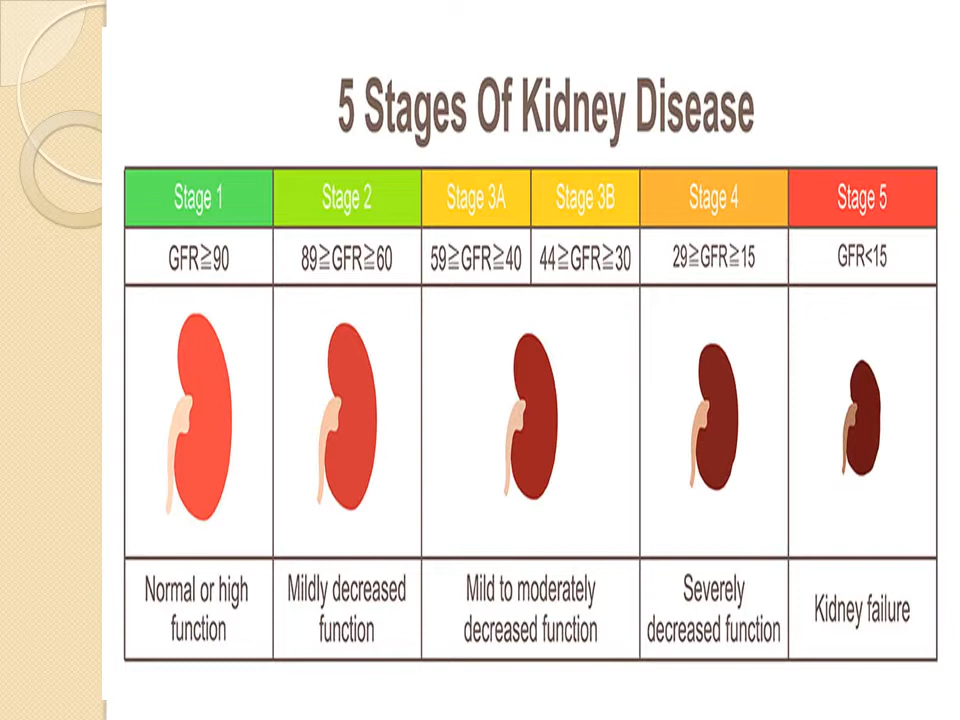 5 Stages Of Kidney Disease
Stage 1 Stage 2 Stage 3A Stage 3B Stage 4 Stage 5
GFR≧90 89≧GFR≧60 59≧GFR≧40 44≧GFR≧30 29≧GFR≧15 GFR<15
Normal or high
function
Mildly decreased
function
Mild to moderately
decreased function
Severely
decreased function
Kidney failure